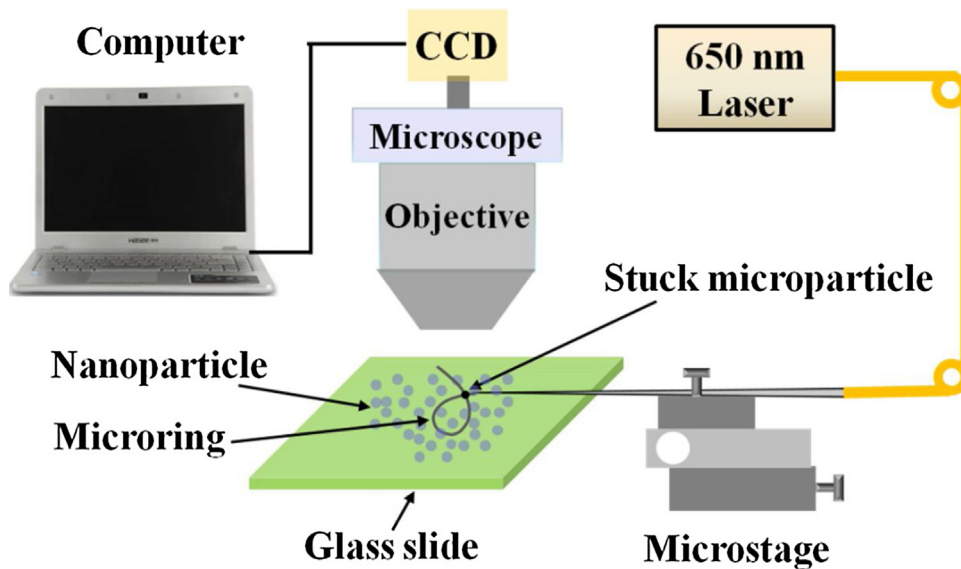 Computer
CCD
650 nm
Laser
Microscope
Objective
Stuck microparticle
Nanoparticle
Microring
Glass slide
Microstage